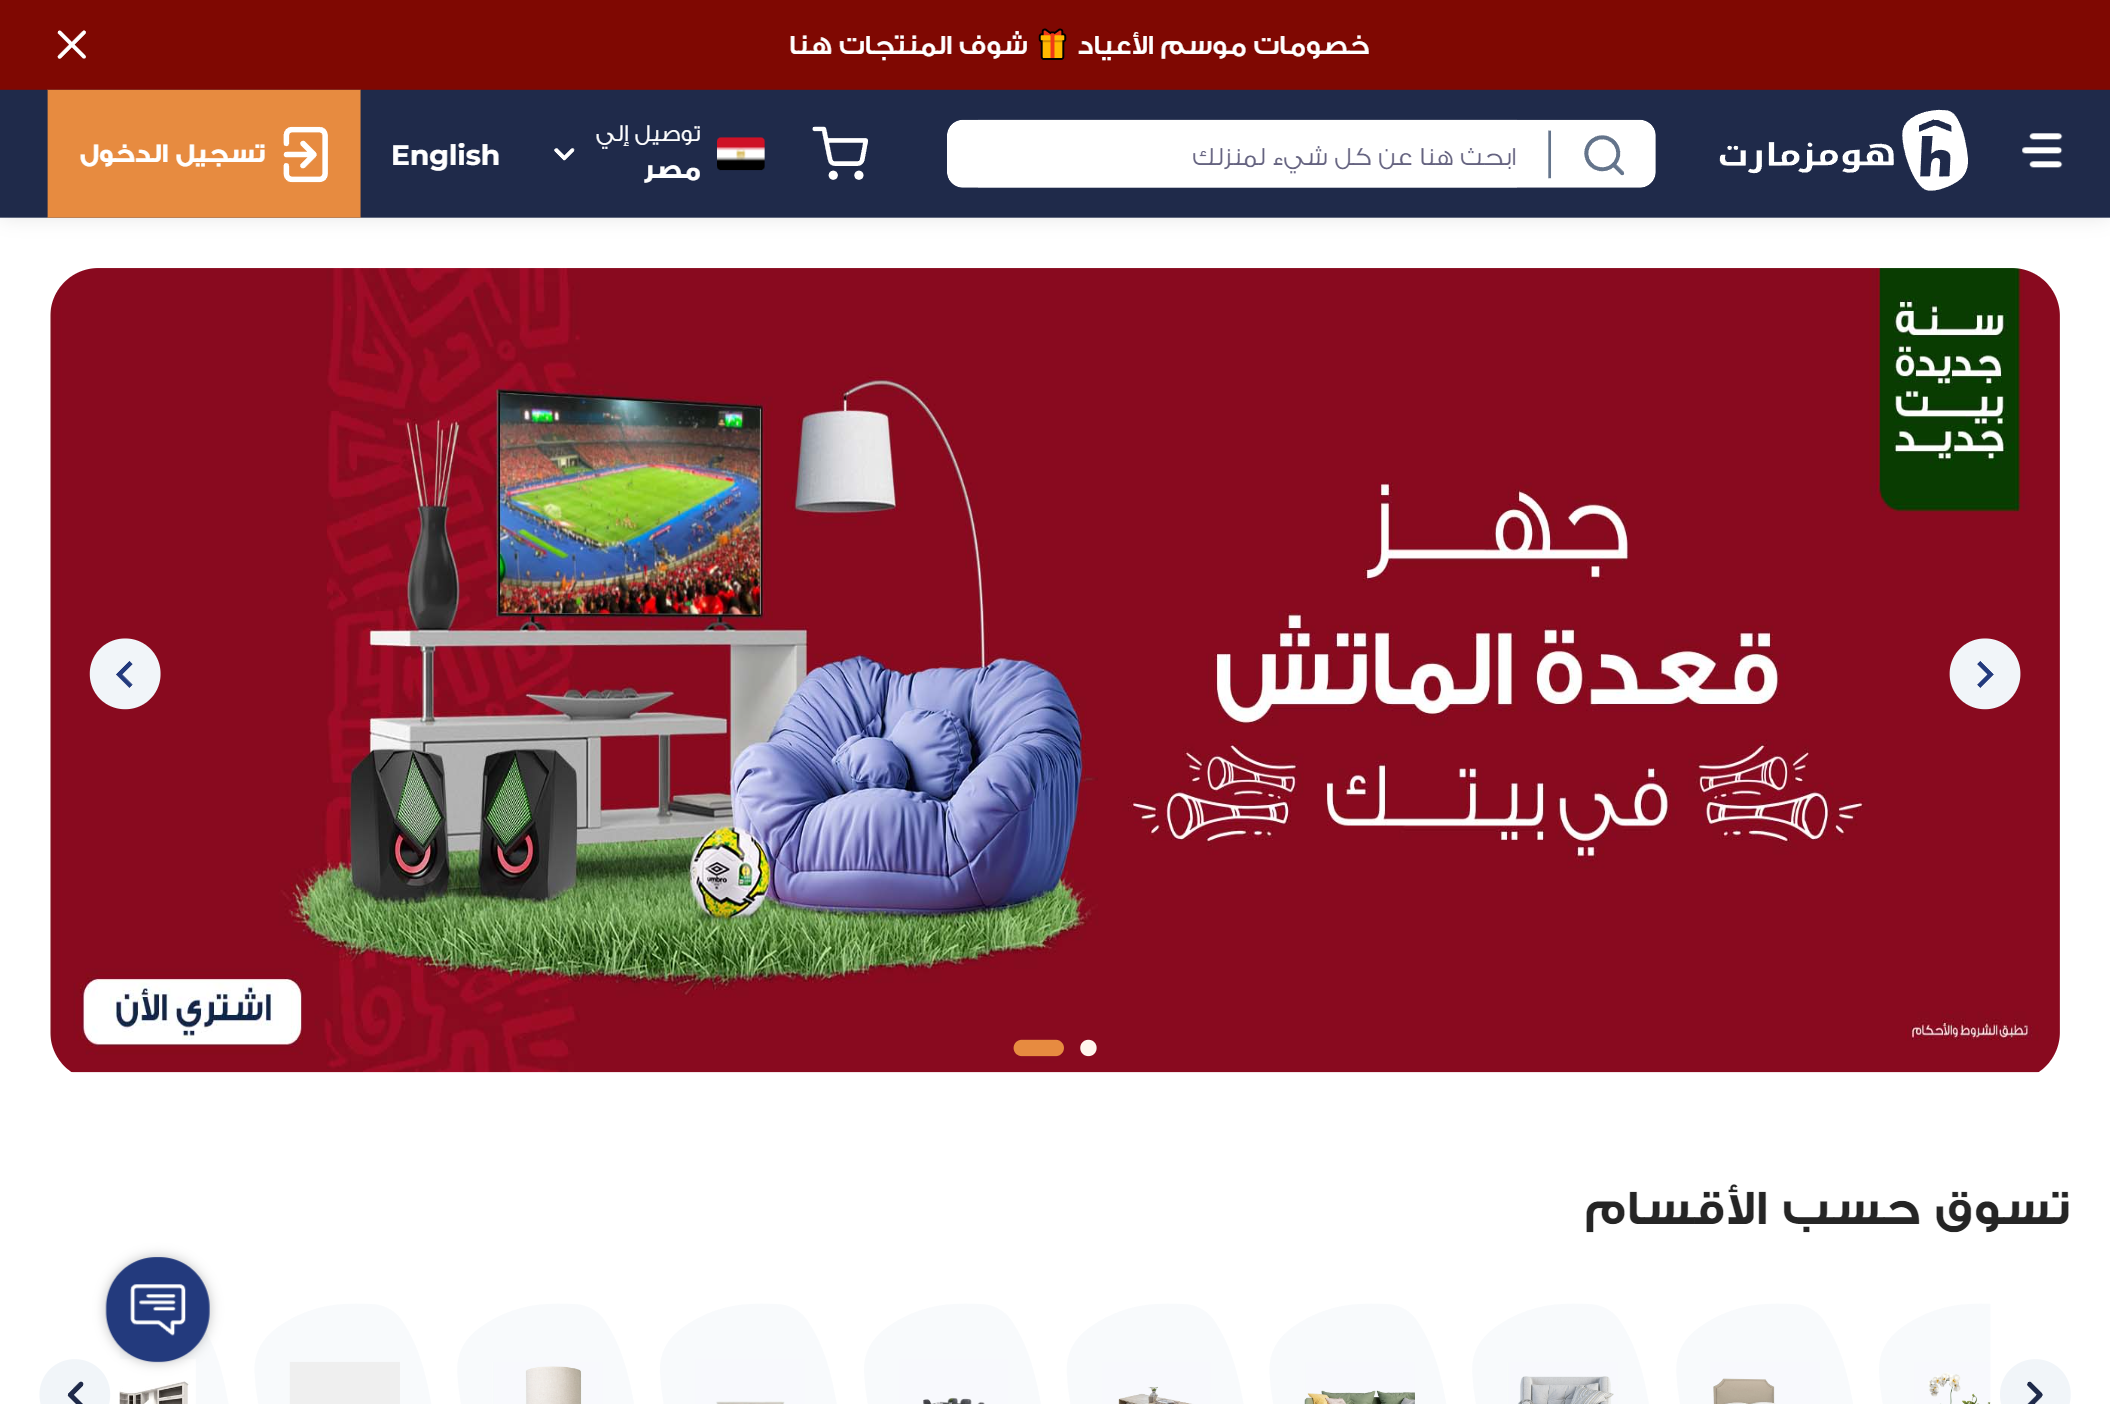 خصومات موسم الأعياد 🎁 شوف المنتجات هنا
هومزمارت
ابحث هنا عن كل شيء لمنزلك
توصيل إلي
مصر
English
تسجيل الدخول
سنة
جديدة
بيت
جديد
جهز
قعدة الماتش
في بيتك
umbro
اشتري الأن
تطبق الشروط والأحكام
تسوق حسب الأقسام